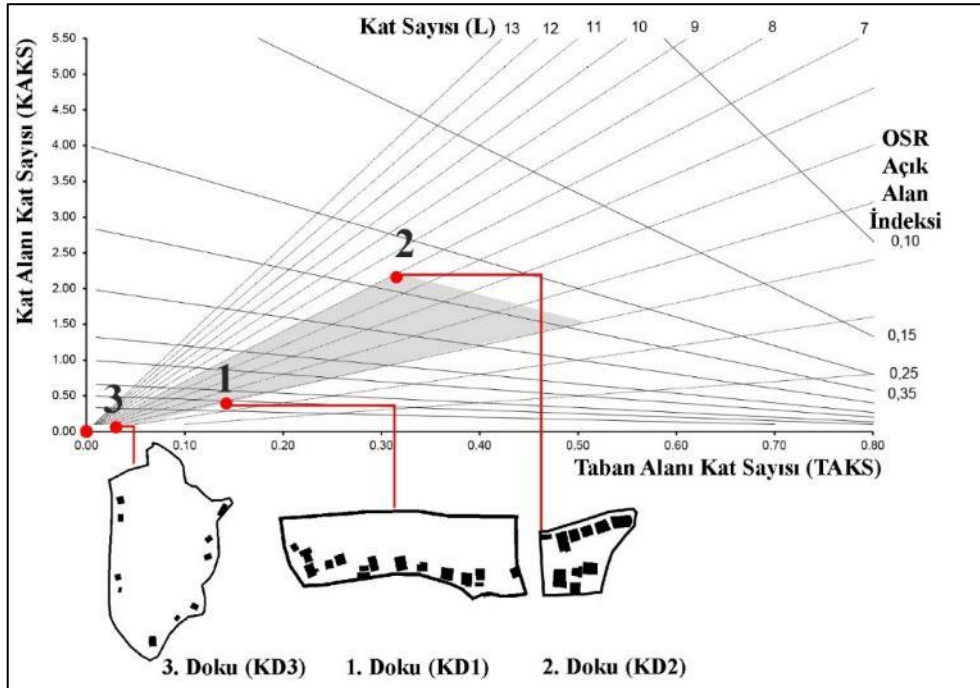 Kat Sayısı (L)
13 12 11 10 9 8 7
Kat Alanı Kat Sayısı (KAKS)
5.50
5.00
4.50
4.00
3.50
3.00
2.50
2.00
1.50
1.00
0.50
0.00
OSR
Açık
Alan
İndeksi
0,10
0,15
0,25
0,35
2
1
3
0.00 0.10 0.20 0.30 0.40 0.50 0.60 0.70 0.80
Taban Alanı Kat Sayısı (TAKS)
3. Doku (KD3) 1. Doku (KD1) 2. Doku (KD2)